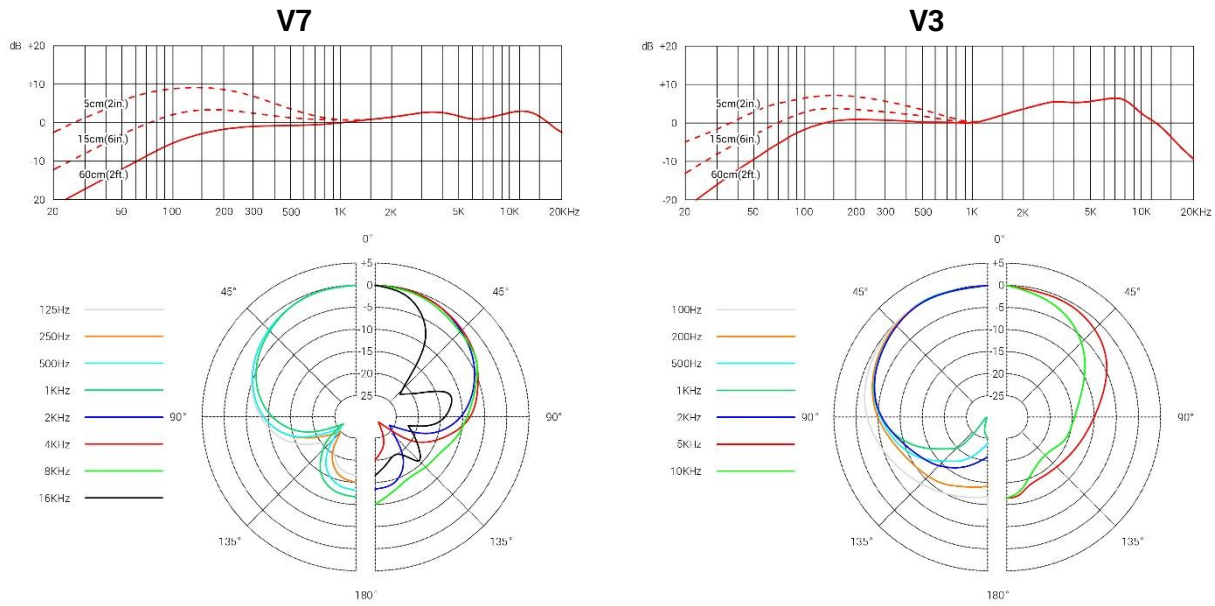 V7
dB +20
+10
0
-10
20
5cm(2in.)
15cm(6in.)
60cm(2ft.)
20 50 100 200 300 500 1K 2K 5K 10K 20KHz
0°
45° 45°
90° 90°
135° 135°
180°
+5
0
-5
-10
-15
-20
-25
125Hz
250Hz
500Hz
1KHz
2KHz
4KHz
8KHz
16KHz
V3
dB +20
+10
0
-10
-20
5cm(2in.)
15cm(6in.)
60cm(2ft.)
20 50 100 200 300 500 1K 2K 5K 10K 20KHz
0°
45° 45°
90° 90°
135° 135°
180°
+5
0
-5
-10
-15
-20
-25
100Hz
200Hz
500Hz
1KHz
2KHz
5KHz
10KHz